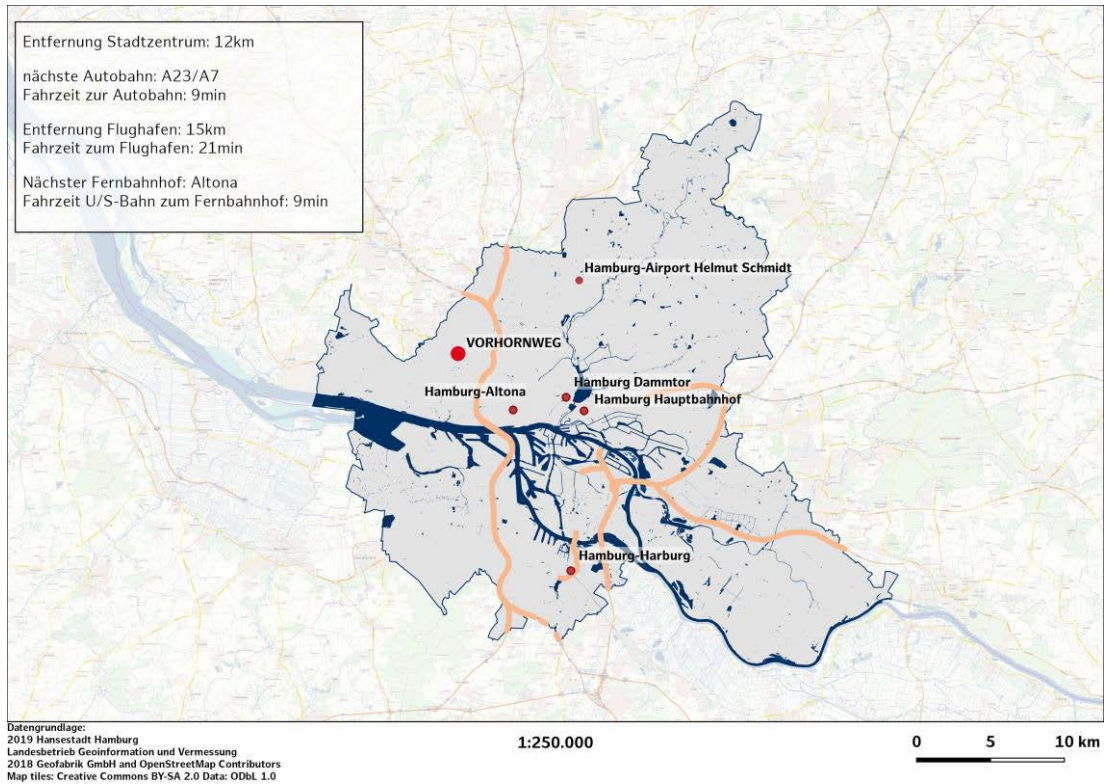 Entfernung Stadtzentrum: 12km
nächste Autobahn: A23/A7
Fahrzeit zur Autobahn: 9min
Entfernung Flughafen: 15km
Fahrzeit zum Flughafen: 21min
Nächster Fernbahnhof: Altona
Fahrzeit U/S-Bahn zum Fernbahnhof: 9min
Hamburg-Airport Helmut Schmidt
VORHORNWEG
Hamburg-Altona
Hamburg Dammtor
Hamburg Hauptbahnhof
Hamburg-Harburg
Datengrundlage:
2019 Hansestadt Hamburg
Landesbetrieb Geoinformation und Vermessung
2018 Geofabrik GmbH and OpenStreetMap Contributors
Map tiles: Creative Commons BY-SA 2.0 Data: ODbL 1.0
1:250.000
0 5 10 km